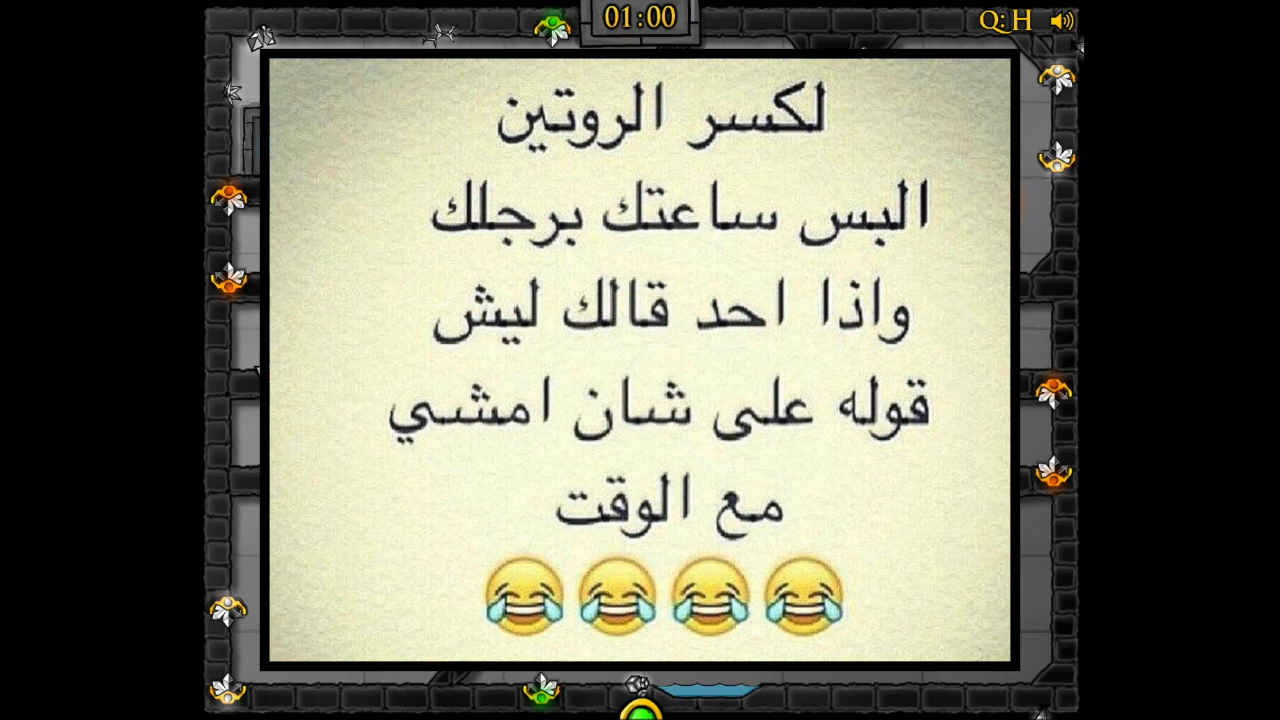 01:00
Q: H
لكسر الروتين
البس ساعتك برجلك
واذا احد قالك ليش
قوله على شان امشي
مع الوقت
😂😂😂😂